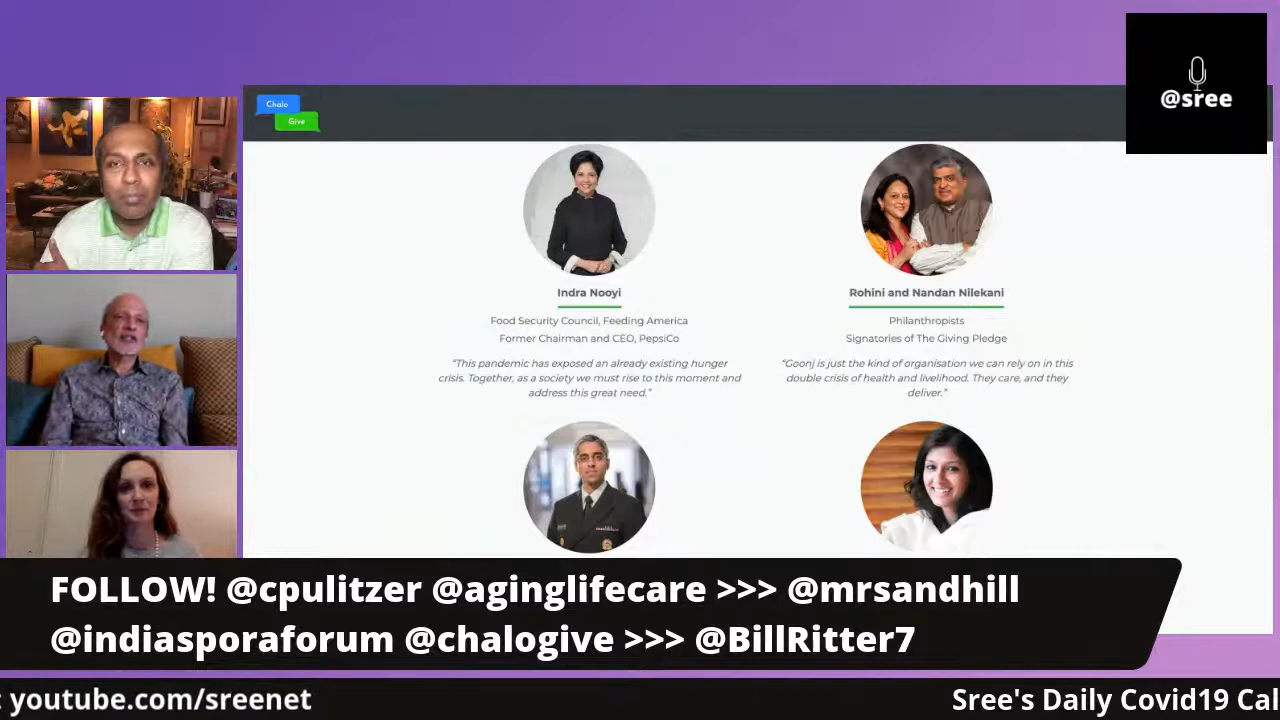 @sree
Chalo
Give
Indra Nooyi
Food Security Council, Feeding America
Former Chairman and CEO, PepsiCo
“This pandemic has exposed an already existing hunger
crisis. Together, as a society we must rise to this moment and
address this great need.”
Rohini and Nandan Nilekani
Philanthropists
Signatories of The Giving Pledge
“Goonj is just the kind of organisation we can rely on in this
double crisis of health and livelihood. They care, and they
deliver.”
FOLLOW! @cpulitzer @aginglifecare >>> @mrsandhill
@indiasporaforum @chalogive >>> @BillRitter7
: youtube.com/sreenet
Sree's Daily Covid19 Cal